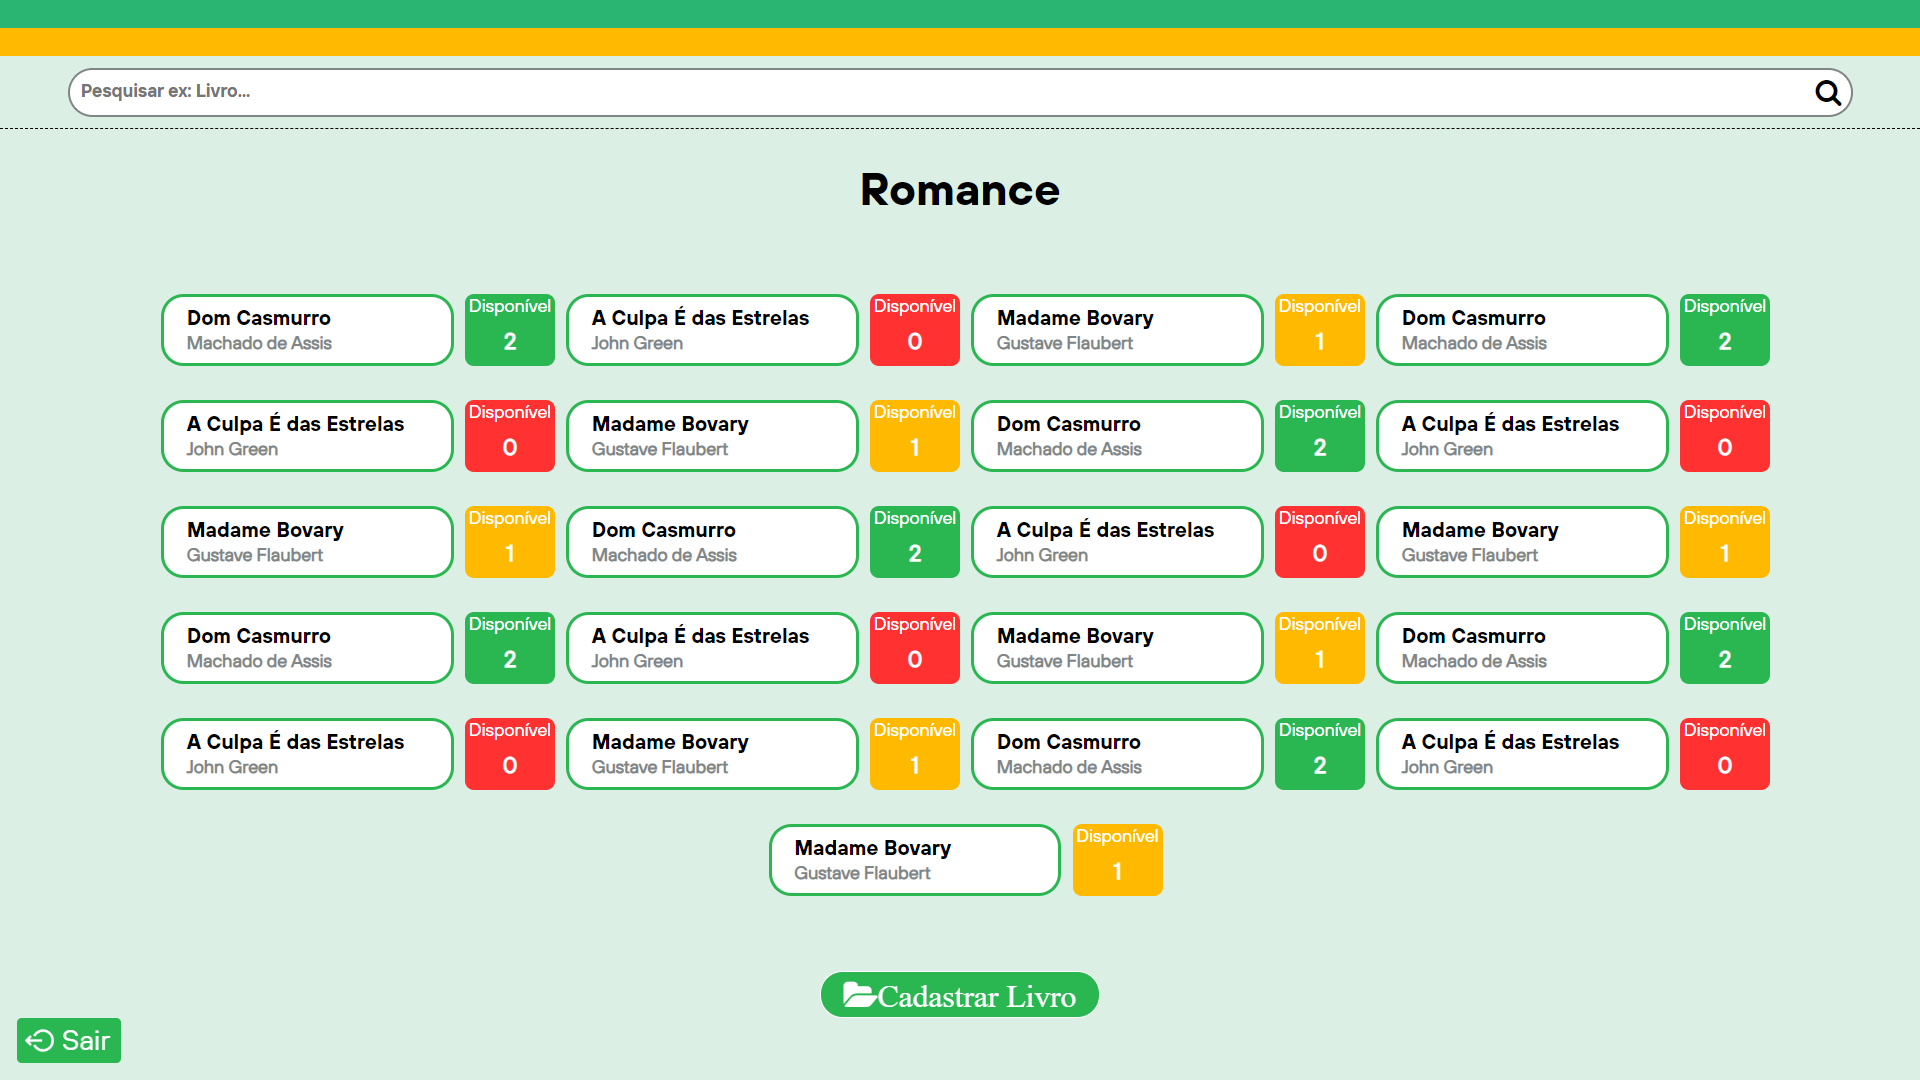 Pesquisar ex: Livro...
Romance
Dom Casmurro
Machado de Assis
Disponível
2
A Culpa É das Estrelas
John Green
Disponível
0
Madame Bovary
Gustave Flaubert
Disponível
1
Dom Casmurro
Machado de Assis
Disponível
2
A Culpa É das Estrelas
John Green
Disponível
0
Madame Bovary
Gustave Flaubert
Disponível
1
Dom Casmurro
Machado de Assis
Disponível
2
A Culpa É das Estrelas
John Green
Disponível
0
Madame Bovary
Gustave Flaubert
Disponível
1
Dom Casmurro
Machado de Assis
Disponível
2
A Culpa É das Estrelas
John Green
Disponível
0
Madame Bovary
Gustave Flaubert
Disponível
1
Dom Casmurro
Machado de Assis
Disponível
2
A Culpa É das Estrelas
John Green
Disponível
0
Madame Bovary
Gustave Flaubert
Disponível
1
Dom Casmurro
Machado de Assis
Disponível
2
A Culpa É das Estrelas
John Green
Disponível
0
Madame Bovary
Gustave Flaubert
Disponível
1
Dom Casmurro
Machado de Assis
Disponível
2
A Culpa É das Estrelas
John Green
Disponível
0
Madame Bovary
Gustave Flaubert
Disponível
1
Cadastrar Livro
Sair